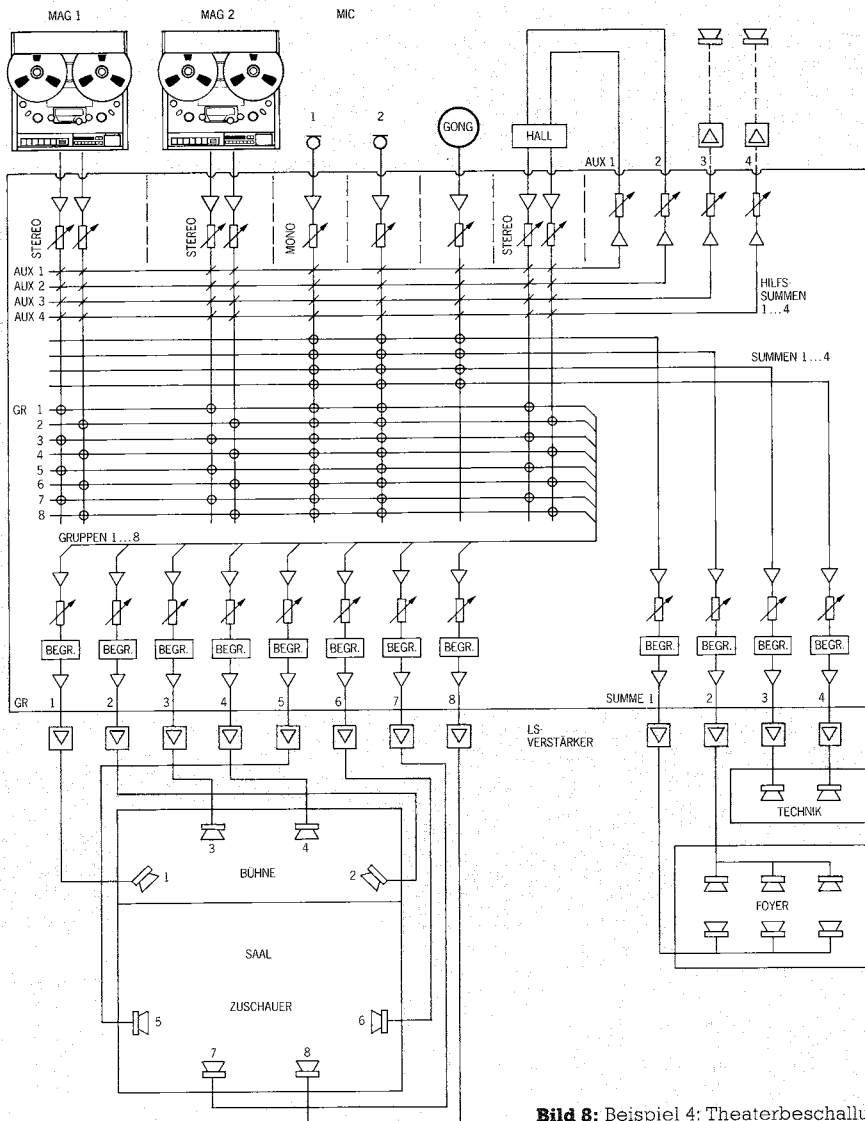 MAG 1 MAG 2 MIC
1 2
GONG
HALL
AUX 1 2 3 4
STEREO STEREO MONO STEREO
AUX 1
AUX 2
AUX 3
AUX 4
HILFS-
SUMMEN
1...4
SUMMEN 1...4
GR 1
2
3
4
5
6
7
8
GRUPPEN 1...8
BEGR. BEGR. BEGR. BEGR. BEGR. BEGR. BEGR. BEGR. BEGR. BEGR. BEGR. BEGR.
GR 1 2 3 4 5 6 7 8 SUMME 1 2 3 4
LS-
VERSTÄRKER
3 4
TECHNIK
1 BÜHNE 2
FOYER
SAAL
ZUSCHAUER
5 6
7 8
Bild 8: Beispiel 4: Theaterbeschallu